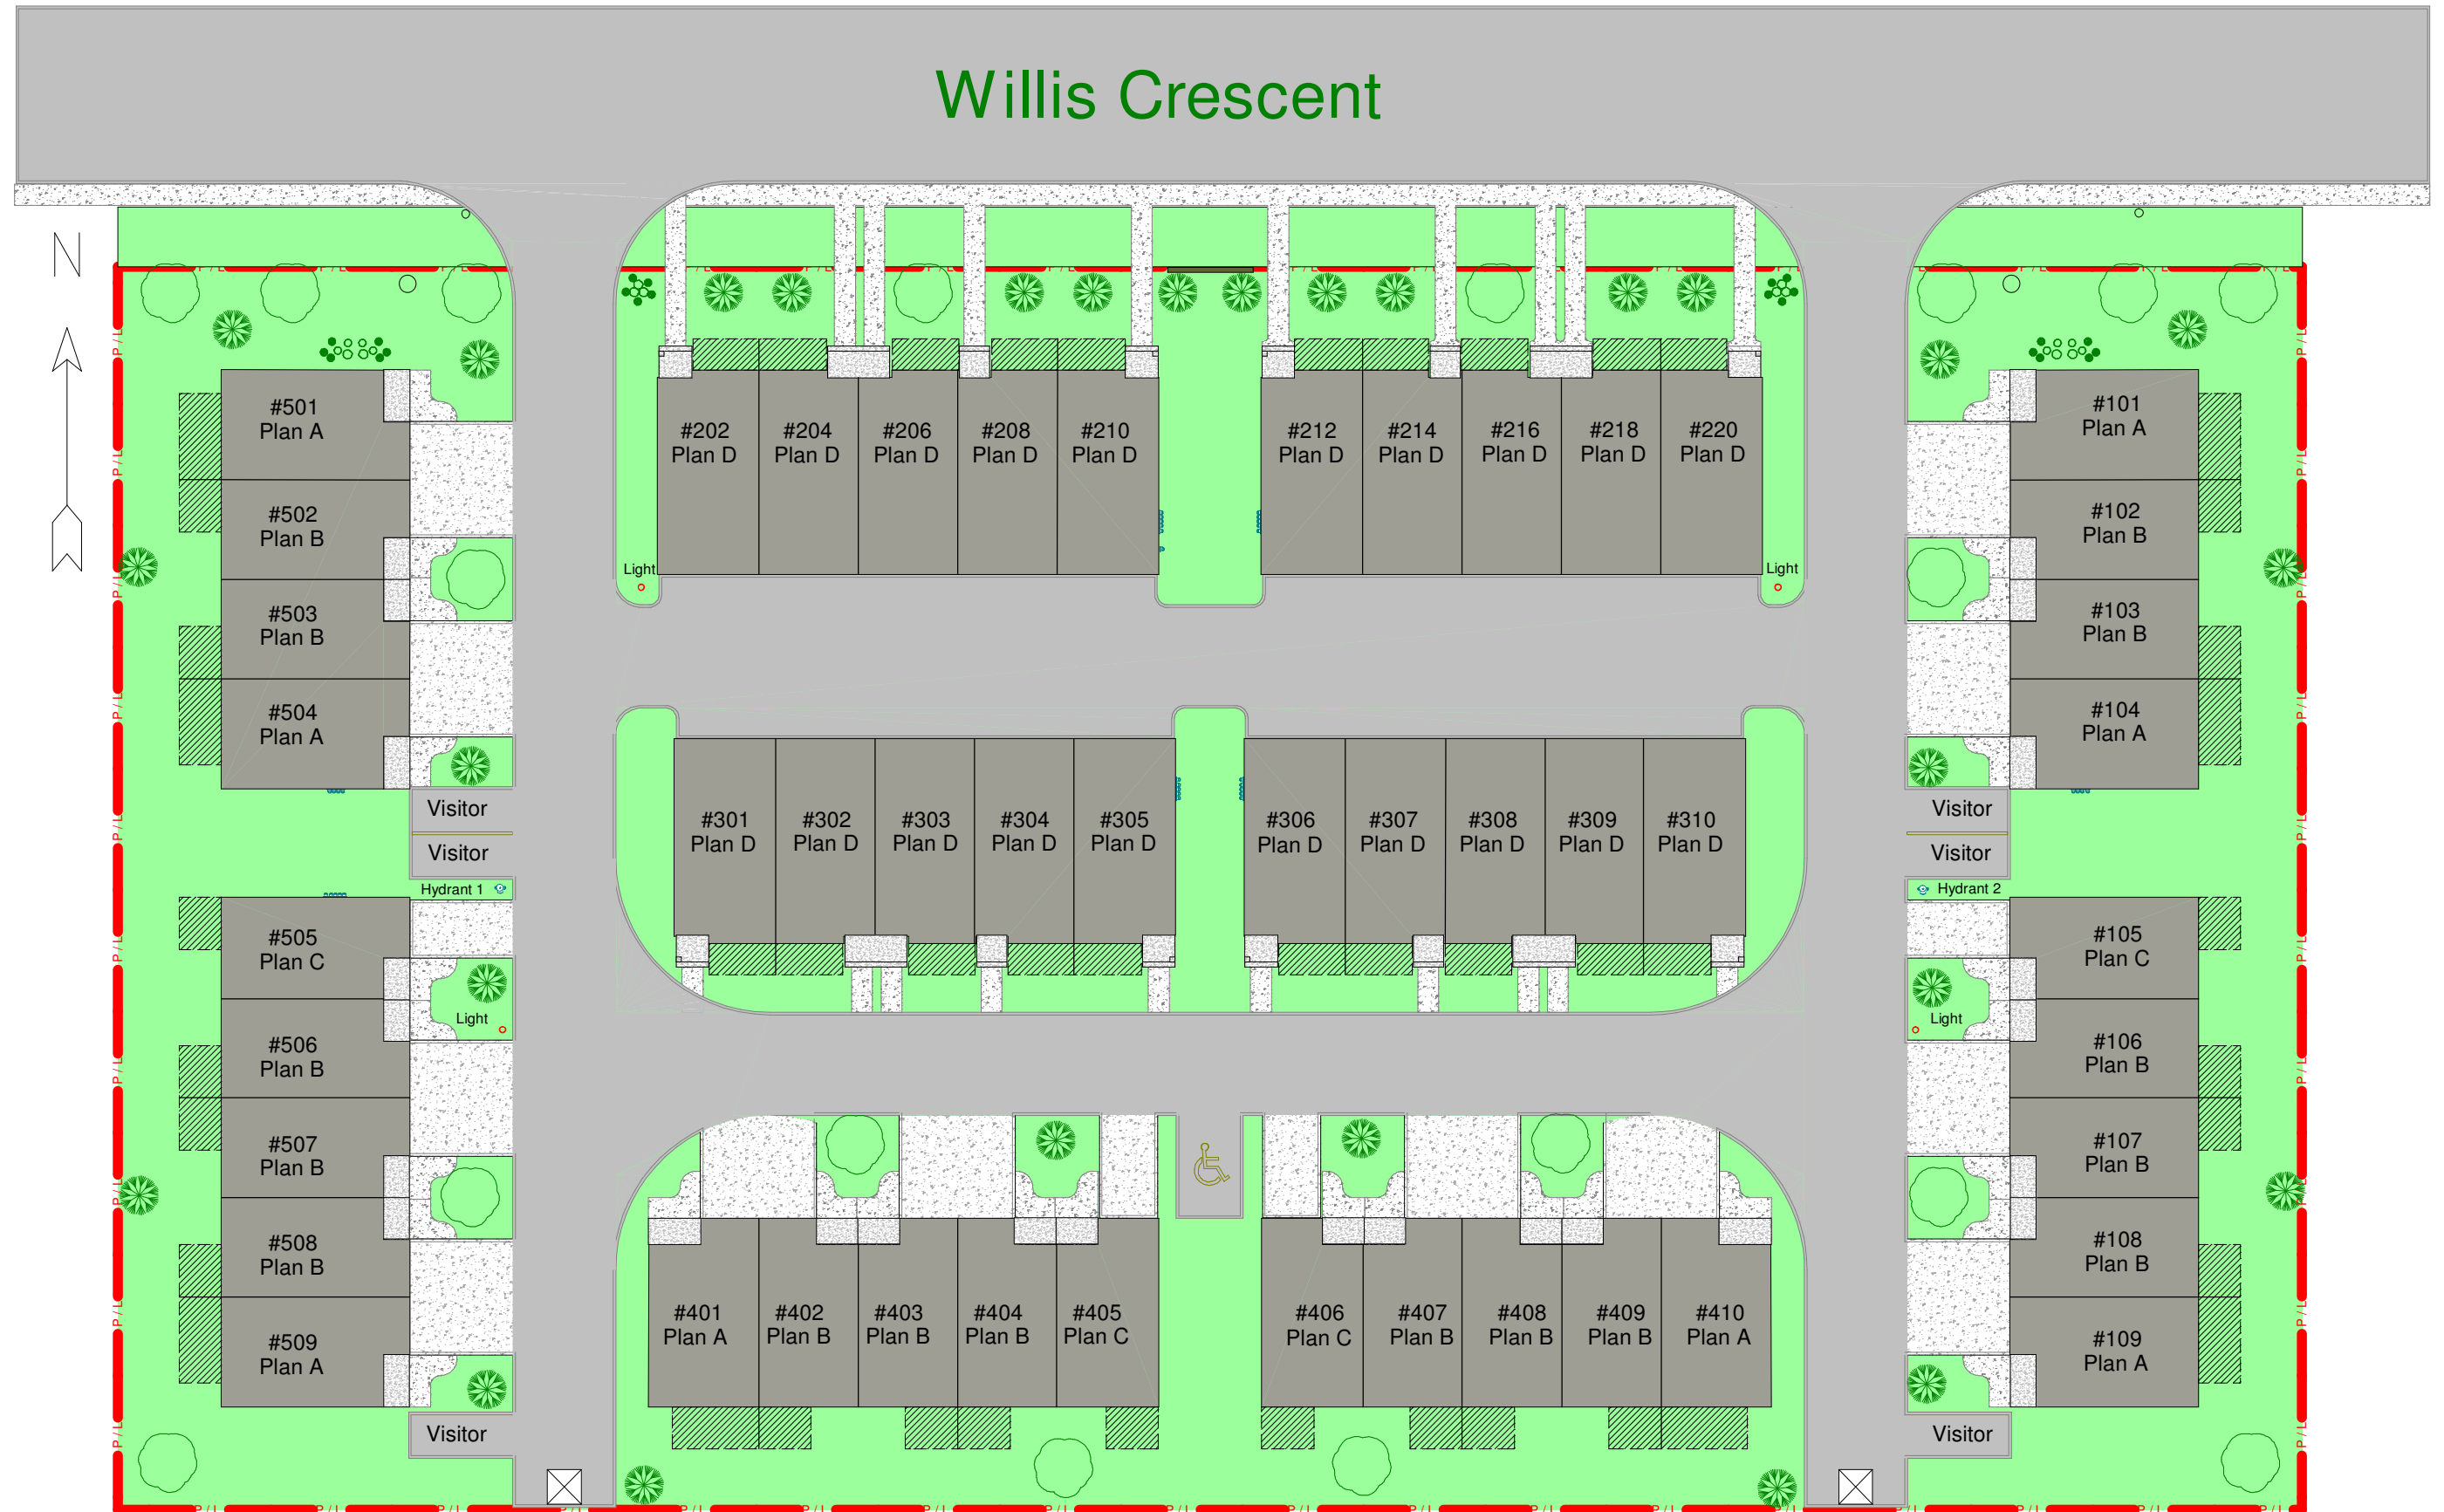 Willis Crescent
N
#501
Plan A
#502
Plan B
#503
Plan B
#504
Plan A
Visitor
Visitor
Hydrant 1
#505
Plan C
Light
#506
Plan B
#507
Plan B
#508
Plan B
#509
Plan A
Visitor
#202
Plan D
#204
Plan D
#206
Plan D
#208
Plan D
#210
Plan D
#212
Plan D
#214
Plan D
#216
Plan D
#218
Plan D
#220
Plan D
Light
Light
#301
Plan D
#302
Plan D
#303
Plan D
#304
Plan D
#305
Plan D
#306
Plan D
#307
Plan D
#308
Plan D
#309
Plan D
#310
Plan D
#401
Plan A
#402
Plan B
#403
Plan B
#404
Plan B
#405
Plan C
#406
Plan C
#407
Plan B
#408
Plan B
#409
Plan B
#410
Plan A
#101
Plan A
#102
Plan B
#103
Plan B
#104
Plan A
Visitor
Visitor
Hydrant 2
#105
Plan C
Light
#106
Plan B
#107
Plan B
#108
Plan B
#109
Plan A
Visitor